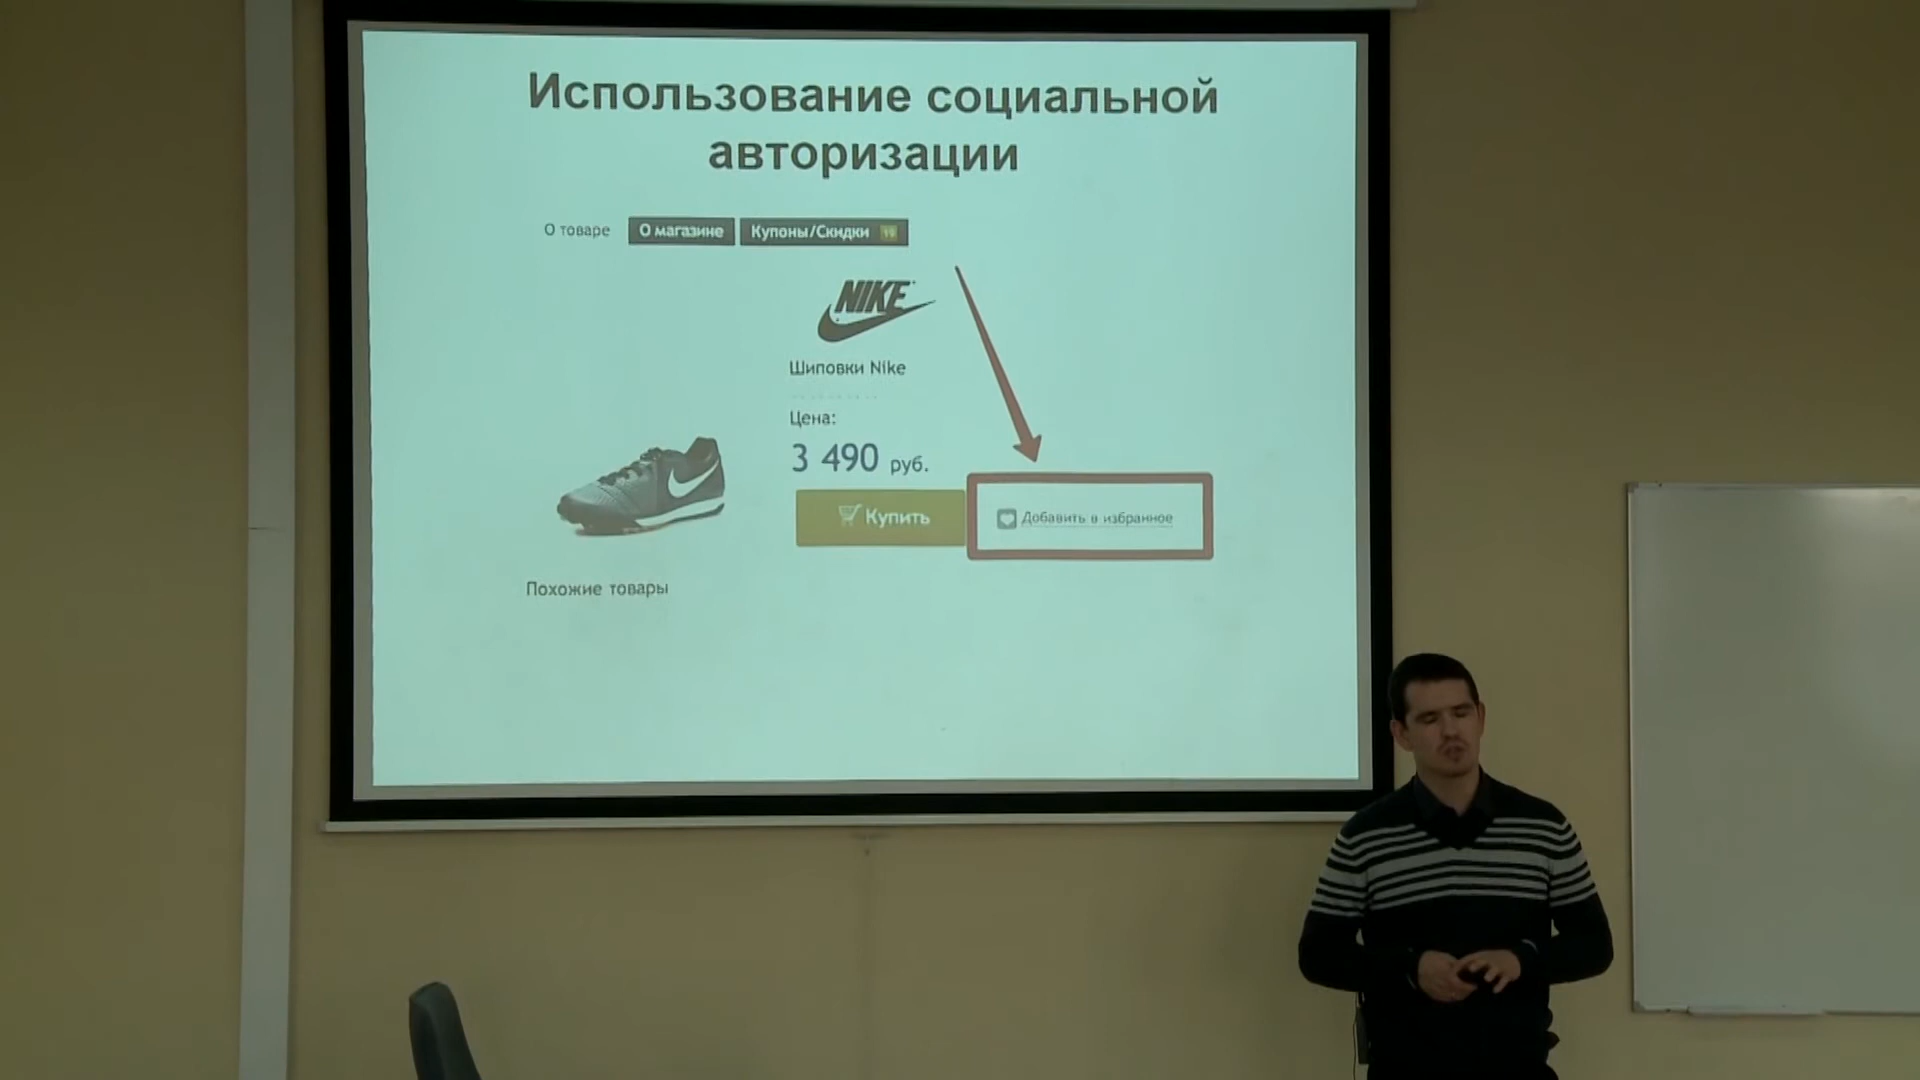 Использование социальной
авторизации
О товаре
О магазине
Купоны/Скидки
NIKE
Шиповки Nike
Цена:
3 490 руб.
Купить
Добавить в избранное
Похожие товары